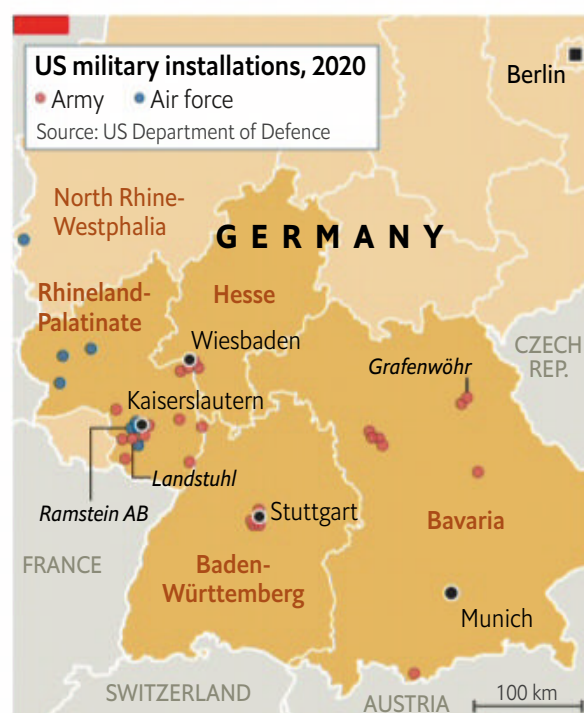 US military installations, 2020
Army Air force
Source: US Department of Defence
Berlin
North Rhine-
Westphalia
GERMANY
Rhineland-
Palatinate
Hesse
Wiesbaden
CZECH
REP.
Grafenwöhr
Kaiserslautern
Landstuhl
Ramstein AB
Stuttgart
Bavaria
FRANCE
Baden-
Württemberg
Munich
SWITZERLAND
AUSTRIA
100 km